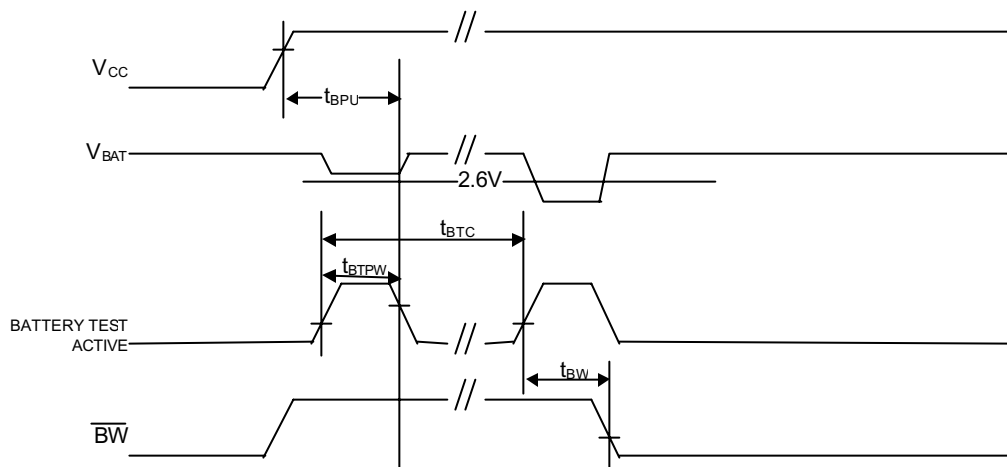 VCC
tBPU
VBAT
2.6V
tBTC
tBTPW
BATTERY TEST
ACTIVE
tBW
BW